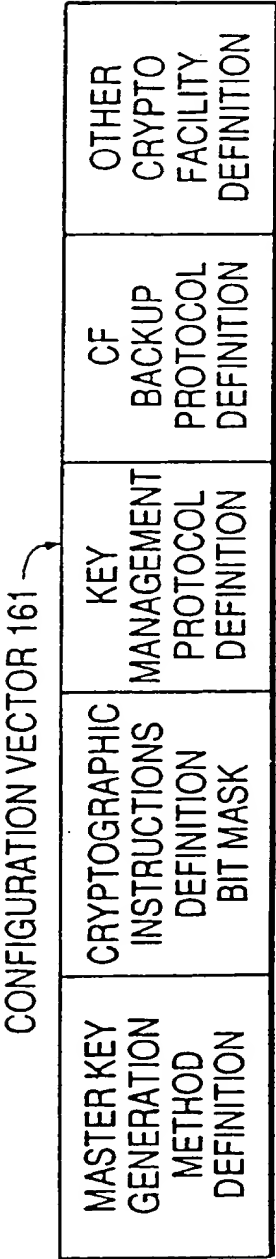 CONFIGURATION VECTOR 161
MASTER KEY
GENERATION
METHOD
DEFINITION
CRYPTOGRAPHIC
INSTRUCTIONS
DEFINITION
BIT MASK
KEY
MANAGEMENT
PROTOCOL
DEFINITION
CF
BACKUP
PROTOCOL
DEFINITION
OTHER
CRYPTO
FACILITY
DEFINITION